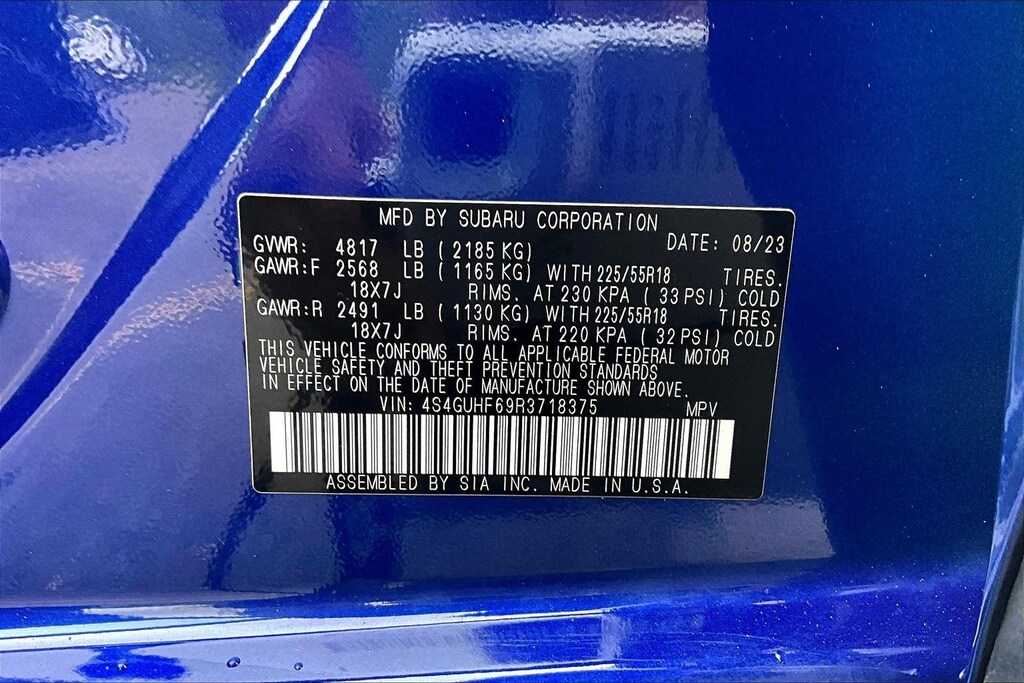 MFD BY SUBARU CORPORATION
GVWR: 4817 LB ( 2185 KG) DATE: 08/23
GAWR:F 2568 LB ( 1165 KG) WITH 225/55R18 TIRES.
18X7J RIMS. AT 230 KPA ( 33 PSI) COLD
GAWR:R 2491 LB ( 1130 KG) WITH 225/55R18 TIRES.
18X7J RIMS. AT 220 KPA ( 32 PSI) COLD
THIS VEHICLE CONFORMS TO ALL APPLICABLE FEDERAL MOTOR
VEHICLE SAFETY AND THEFT PREVENTION STANDARDS
IN EFFECT ON THE DATE OF MANUFACTURE SHOWN ABOVE.
VIN: 4S4GUHF69R3718375 MPV
ASSEMBLED BY SIA INC. MADE IN U.S.A.